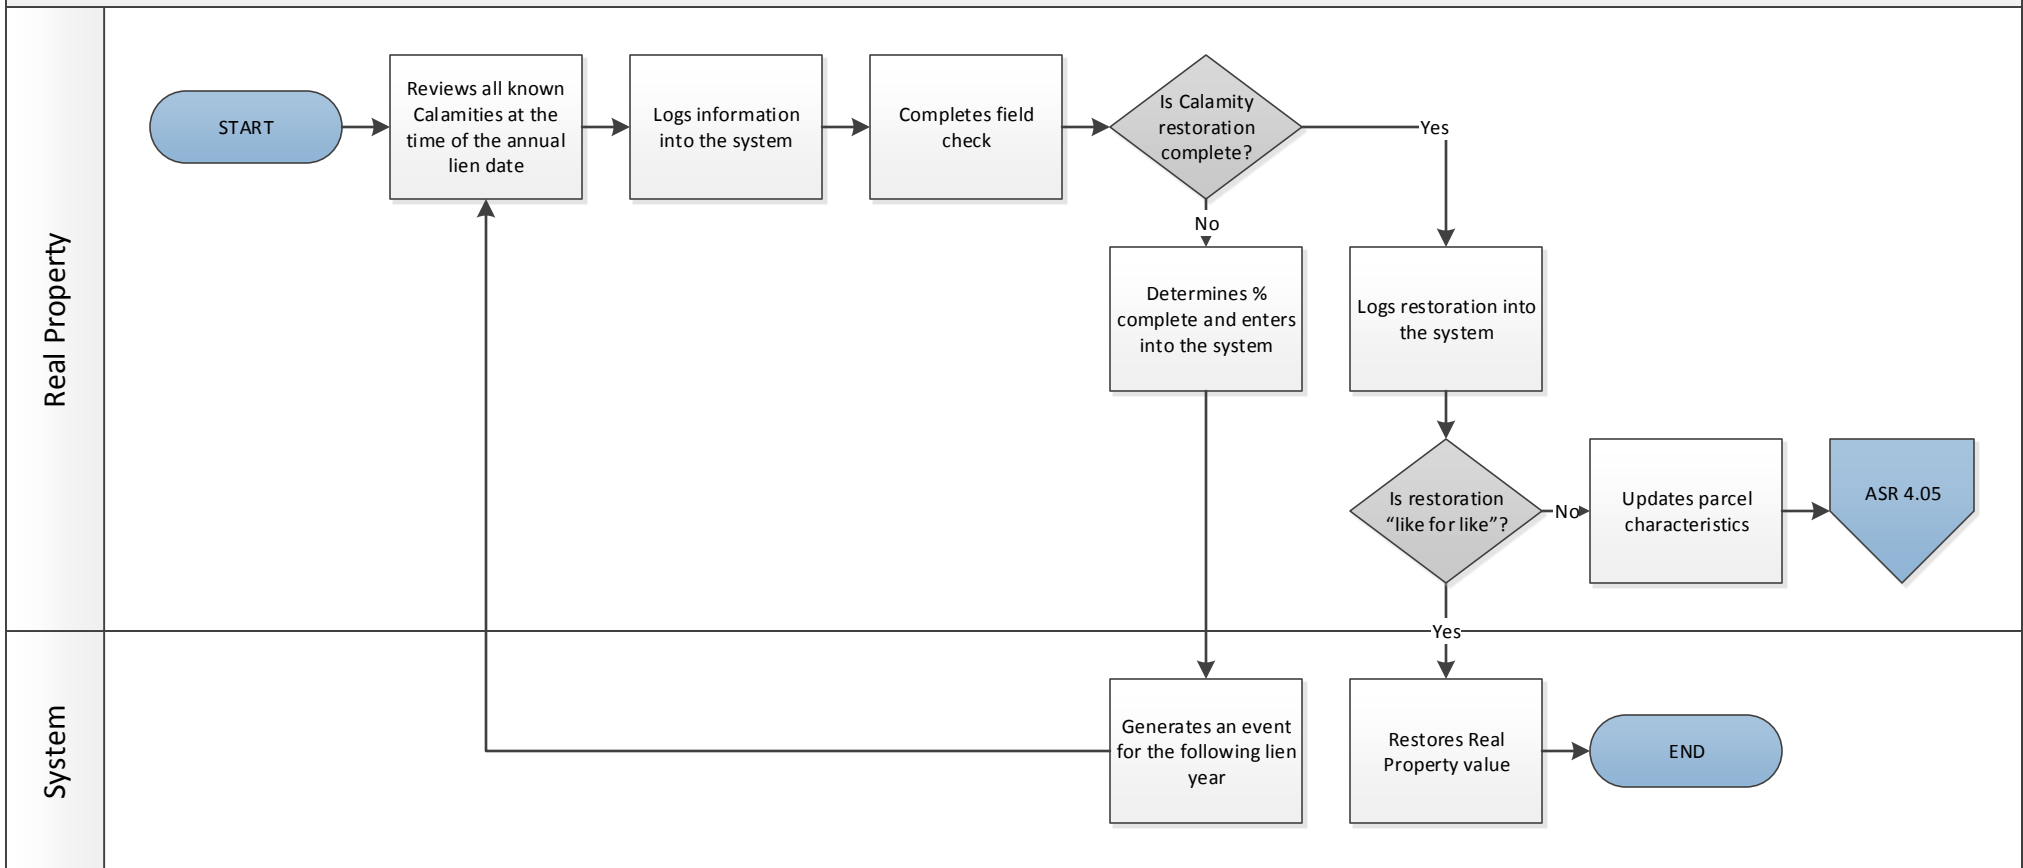 Real Property
START
Reviews all known
Calamities at the
time of the annual
lien date
Logs information
into the system
Completes field
check
Is Calamity
restoration
complete?
Yes
No
Determines %
complete and enters
into the system
Logs restoration into
the system
Is restoration
“like for like”?
No
Updates parcel
characteristics
ASR 4.05
Yes
System
Generates an event
for the following lien
year
Restores Real
Property value
END